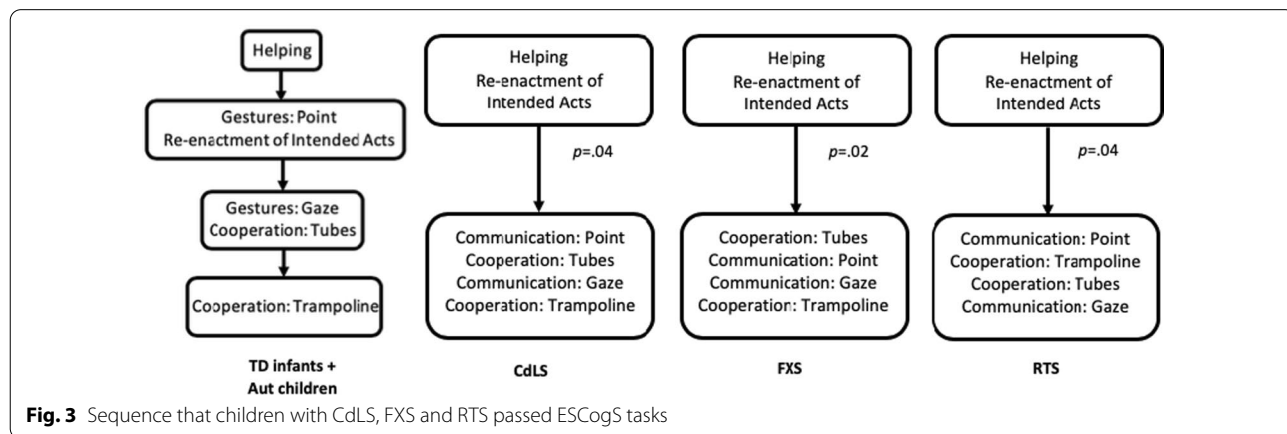 Helping
Gestures: Point
Re-enactment of Intended Acts
Gestures: Gaze
Cooperation: Tubes
Cooperation: Trampoline
TD infants +
Aut children
Helping
Re-enactment of
Intended Acts
p=.04
Communication: Point
Cooperation: Tubes
Communication: Gaze
Cooperation: Trampoline
CdLS
Helping
Re-enactment of
Intended Acts
p=.02
Cooperation: Tubes
Communication: Point
Communication: Gaze
Cooperation: Trampoline
FXS
Helping
Re-enactment of
Intended Acts
p=.04
Communication: Point
Cooperation: Trampoline
Cooperation: Tubes
Communication: Gaze
RTS
Fig. 3 Sequence that children with CdLS, FXS and RTS passed ESCogS tasks